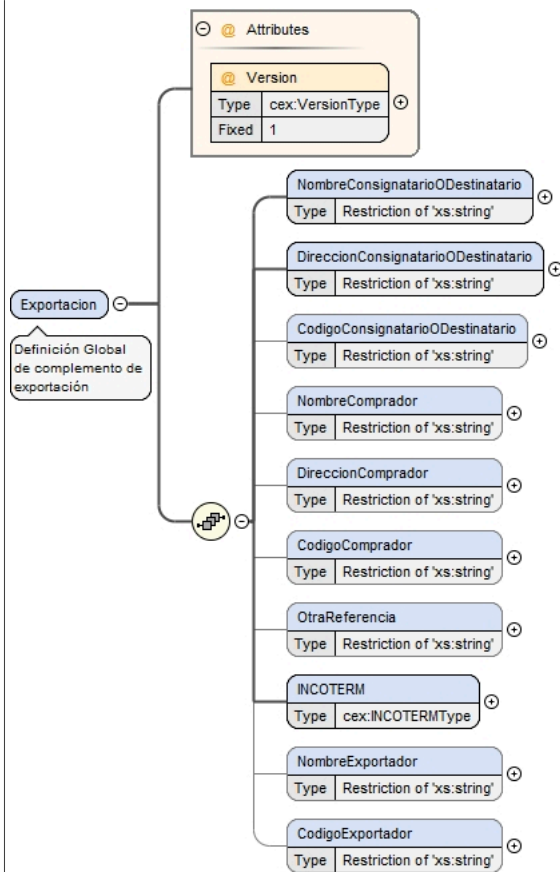 @ Attributes
@ Version
Type cex:VersionType
Fixed 1
NombreConsignatarioODestinatario
Type Restriction of 'xs:string'
DireccionConsignatarioODestinatario
Type Restriction of 'xs:string'
Exportacion
Definición Global
de complemento de
exportación
CodigoConsignatarioODestinatario
Type Restriction of 'xs:string'
NombreComprador
Type Restriction of 'xs:string'
DireccionComprador
Type Restriction of 'xs:string'
CodigoComprador
Type Restriction of 'xs:string'
OtraReferencia
Type Restriction of 'xs:string'
INCOTERM
Type cex:INCOTERMType
NombreExportador
Type Restriction of 'xs:string'
CodigoExportador
Type Restriction of 'xs:string'